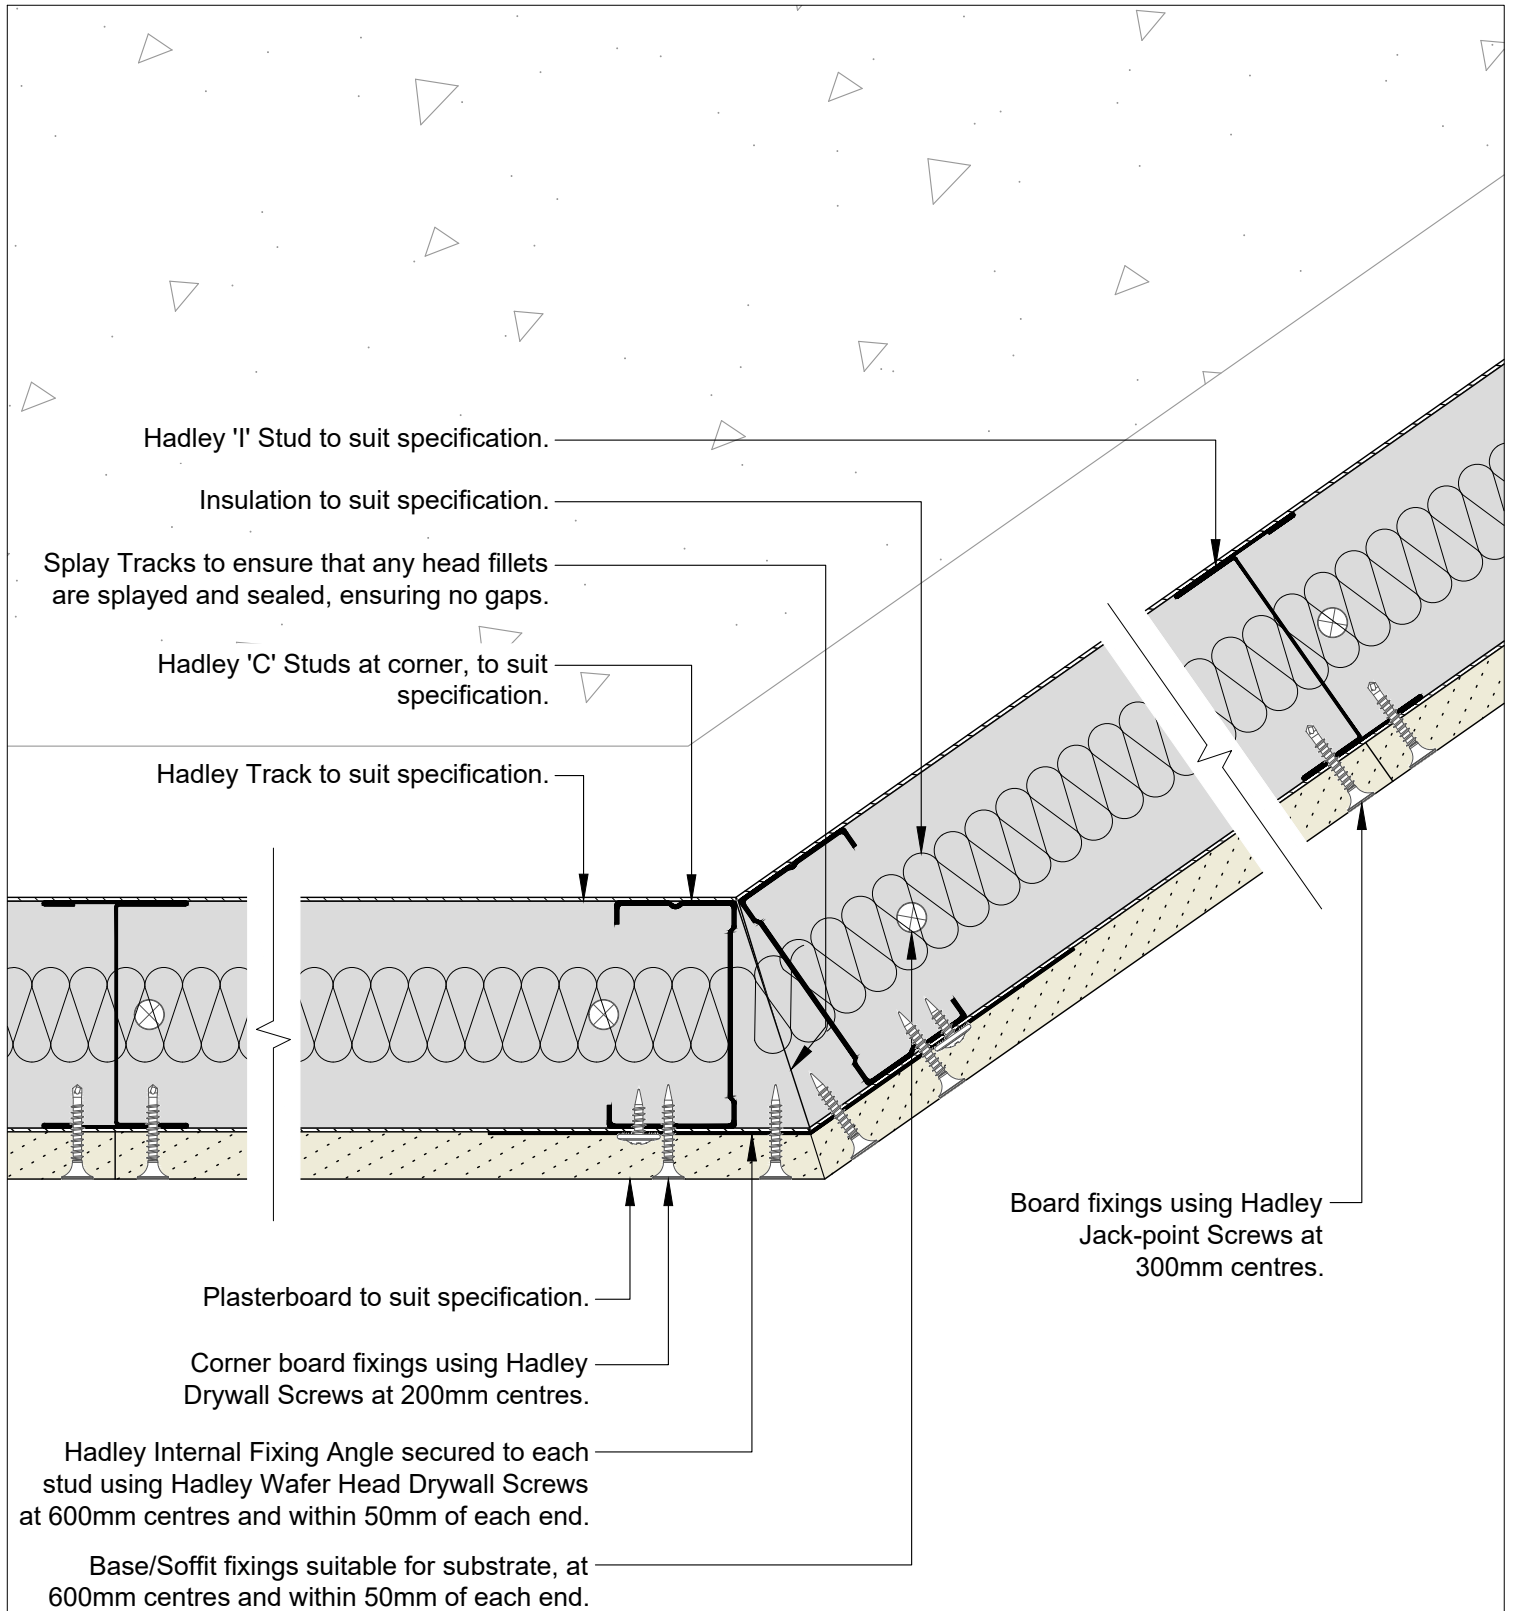 Hadley 'I' Stud to suit specification.
Insulation to suit specification.
Splay Tracks to ensure that any head fillets
are splayed and sealed, ensuring no gaps.
Hadley 'C' Studs at corner, to suit
specification.
Hadley Track to suit specification.
Board fixings using Hadley
Jack-point Screws at
300mm centres.
Plasterboard to suit specification.
Corner board fixings using Hadley
Drywall Screws at 200mm centres.
Hadley Internal Fixing Angle secured to each
stud using Hadley Wafer Head Drywall Screws
at 600mm centres and within 50mm of each end.
Base/Soffit fixings suitable for substrate, at
600mm centres and within 50mm of each end.